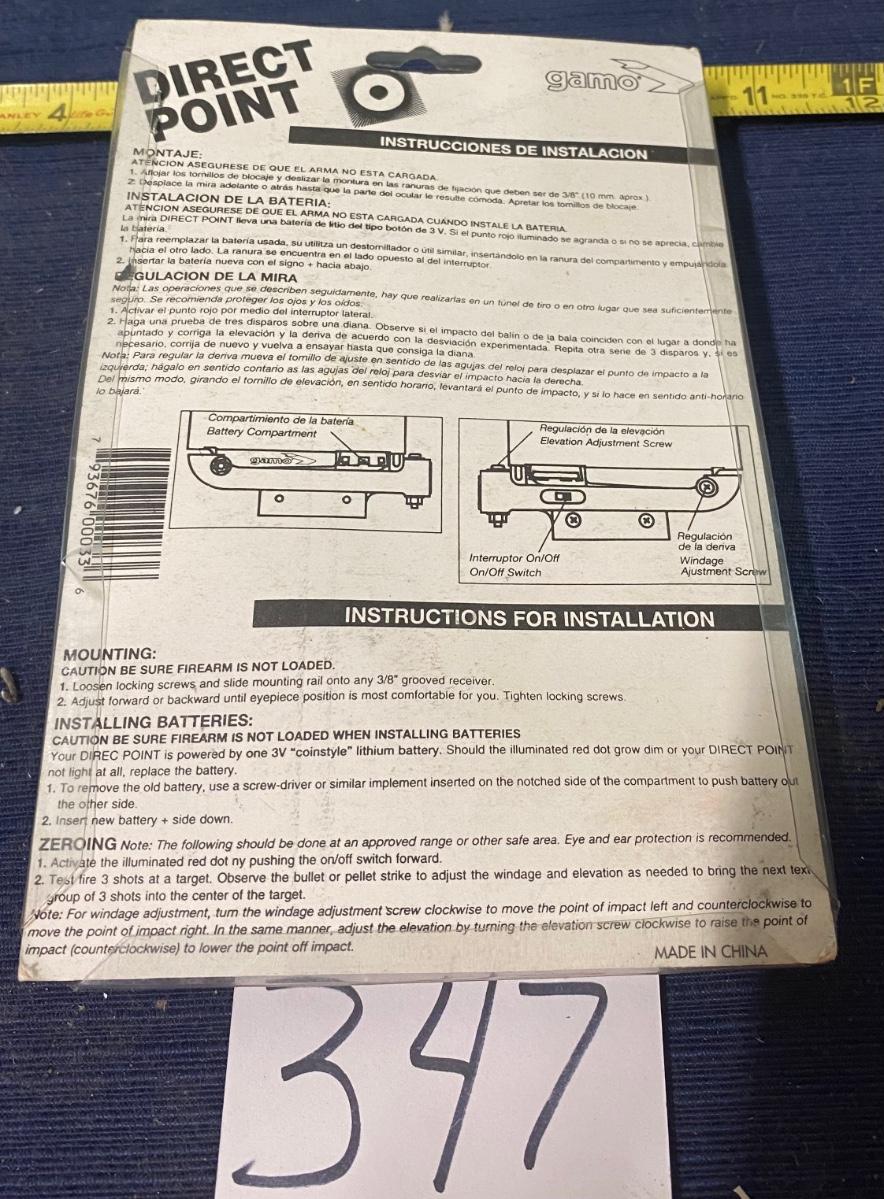 DIRECT
POINT
gamo
INSTRUCCIONES DE INSTALACION
MONTAJE:
ATENCION ASEGURESE DE QUE EL ARMA NO ESTA CARGADA.
1. Aflojar los tornillos de blocaje y deslizar la montura en las ranuras de fijación que deben ser de 3/8" (10 mm. aprox.)
2. Desplace la mira adelante o atrás hasta que la parte del ocular le resulte cómoda. Apretar los tornillos de blocaje.
INSTALACION DE LA BATERIA:
ATENCION ASEGURESE DE QUE EL ARMA NO ESTA CARGADA CUANDO INSTALE LA BATERIA.
La mira DIRECT POINT lleva una batería de litio del tipo botón de 3 V. Si el punto rojo iluminado se agranda o si no se aprecia, cambie
la batería.
1. Para reemplazar la batería usada, su utiliza un destornillador o útil similar, insertándolo en la ranura del compartimento y empujándola
hacia el otro lado. La ranura se encuentra en el lado opuesto al del interruptor.
2. Insertar la batería nueva con el signo + hacia abajo.
GULACION DE LA MIRA
Nota: Las operaciones que se describen seguidamente, hay que realizarlas en un túnel de tiro o en otro lugar que sea suficientemente
seguro. Se recomienda proteger los ojos y los oídos.
1. Activar el punto rojo por medio del interruptor lateral.
2. Haga una prueba de tres disparos sobre una diana. Observe si el impacto del balín o de la bala coinciden con el lugar a donde ha
apuntado y corriga la elevación y la deriva de acuerdo con la desviación experimentada. Repita otra serie de 3 disparos y, si es
necesario, corrija de nuevo y vuelva a ensayar hasta que consiga la diana.
Nota: Para regular la deriva mueva el tornillo de ajuste en sentido de las agujas del reloj para desplazar el punto de impacto a la
izquierda; hágalo en sentido contario as las agujas del reloj para desviar el impacto hacia la derecha.
Del mismo modo, girando el tornillo de elevación, en sentido horario, levantará el punto de impacto, y si lo hace en sentido anti-horario
lo bajará.
Compartimiento de la batería
Battery Compartment
gamo
Regulación de la elevación
Elevation Adjustment Screw
Interruptor On/Off
On/Off Switch
Regulación
de la deriva
Windage
Ajustment Screw
7 93676 00033 6
INSTRUCTIONS FOR INSTALLATION
MOUNTING:
CAUTION BE SURE FIREARM IS NOT LOADED.
1. Loosen locking screws and slide mounting rail onto any 3/8" grooved receiver.
2. Adjust forward or backward until eyepiece position is most comfortable for you. Tighten locking screws.
INSTALLING BATTERIES:
CAUTION BE SURE FIREARM IS NOT LOADED WHEN INSTALLING BATTERIES
Your DIREC POINT is powered by one 3V "coinstyle" lithium battery. Should the illuminated red dot grow dim or your DIRECT POINT
not light at all, replace the battery.
1. To remove the old battery, use a screw-driver or similar implement inserted on the notched side of the compartment to push battery out
the other side.
2. Insert new battery + side down.
ZEROING Note: The following should be done at an approved range or other safe area. Eye and ear protection is recommended.
1. Activate the illuminated red dot ny pushing the on/off switch forward.
2. Test fire 3 shots at a target. Observe the bullet or pellet strike to adjust the windage and elevation as needed to bring the next text
group of 3 shots into the center of the target.
Note: For windage adjustment, turn the windage adjustment screw clockwise to move the point of impact left and counterclockwise to
move the point of impact right. In the same manner, adjust the elevation by turning the elevation screw clockwise to raise the point of
impact (counterclockwise) to lower the point off impact.
MADE IN CHINA
4
11
1F
12
347